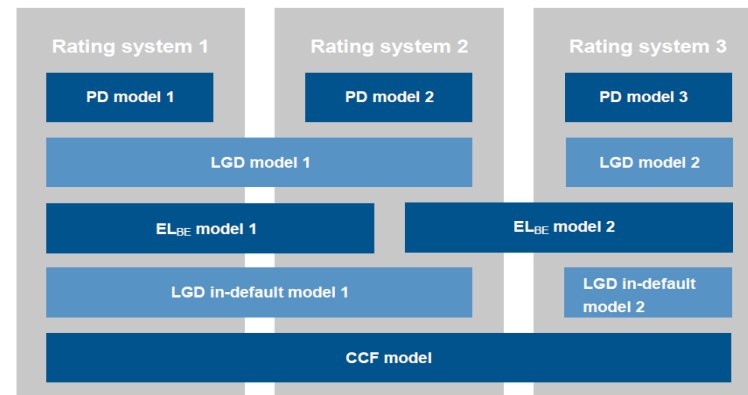 Rating system 1
Rating system 2
Rating system 3
PD model 1
PD model 2
PD model 3
LGD model 1
LGD model 2
ELBE model 1
ELBE model 2
LGD in-default model 1
LGD in-default
model 2
CCF model